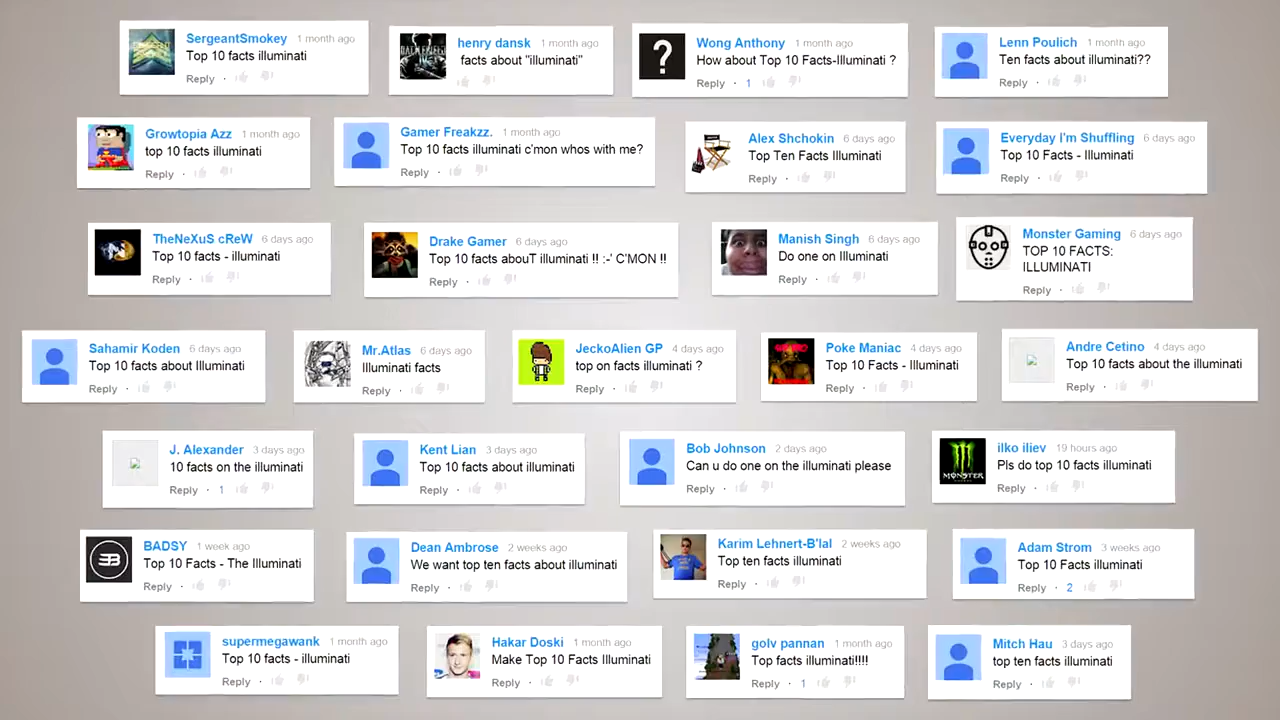 SergeantSmokey 1 month ago
Top 10 facts illuminati
Reply ·
henry dansk 1 month ago
facts about "illuminati"
Wong Anthony 1 month ago
How about Top 10 Facts-Illuminati ?
Reply · 1
Lenn Poulich 1 month ago
Ten facts about illuminati??
Reply ·
Growtopia Azz 1 month ago
top 10 facts illuminati
Reply ·
Gamer Freakzz. 1 month ago
Top 10 facts illuminati c'mon whos with me?
Reply ·
Alex Shchokin 6 days ago
Top Ten Facts Illuminati
Reply ·
Everyday I'm Shuffling 6 days ago
Top 10 Facts - Illuminati
Reply ·
TheNeXuS cReW 6 days ago
Top 10 facts - illuminati
Reply ·
Drake Gamer 6 days ago
Top 10 facts abouT illuminati !! :-' C'MON !!
Reply ·
Manish Singh 6 days ago
Do one on Illuminati
Reply ·
Monster Gaming 6 days ago
TOP 10 FACTS:
ILLUMINATI
Reply ·
Sahamir Koden 6 days ago
Top 10 facts about Illuminati
Reply ·
Mr.Atlas 6 days ago
Illuminati facts
Reply ·
JeckoAlien GP 4 days ago
top on facts illuminati ?
Reply ·
Poke Maniac 4 days ago
Top 10 Facts - Illuminati
Reply ·
Andre Cetino 4 days ago
Top 10 facts about the illuminati
Reply ·
J. Alexander 3 days ago
10 facts on the illuminati
Reply · 1
Kent Lian 3 days ago
Top 10 facts about illuminati
Reply ·
Bob Johnson 2 days ago
Can u do one on the illuminati please
Reply ·
MONSTER
ilko iliev 19 hours ago
Pls do top 10 facts illuminati
Reply ·
BADSY 1 week ago
Top 10 Facts - The Illuminati
Reply ·
Dean Ambrose 2 weeks ago
We want top ten facts about illuminati
Reply ·
Karim Lehnert-B'lal 2 weeks ago
Top ten facts illuminati
Reply ·
Adam Strom 3 weeks ago
Top 10 Facts illuminati
Reply · 2
supermegawank 1 month ago
Top 10 facts - illuminati
Reply ·
Hakar Doski 1 month ago
Make Top 10 Facts Illuminati
Reply ·
golv pannan 1 month ago
Top facts illuminati!!!!
Reply · 1
Mitch Hau 3 days ago
top ten facts illuminati
Reply ·